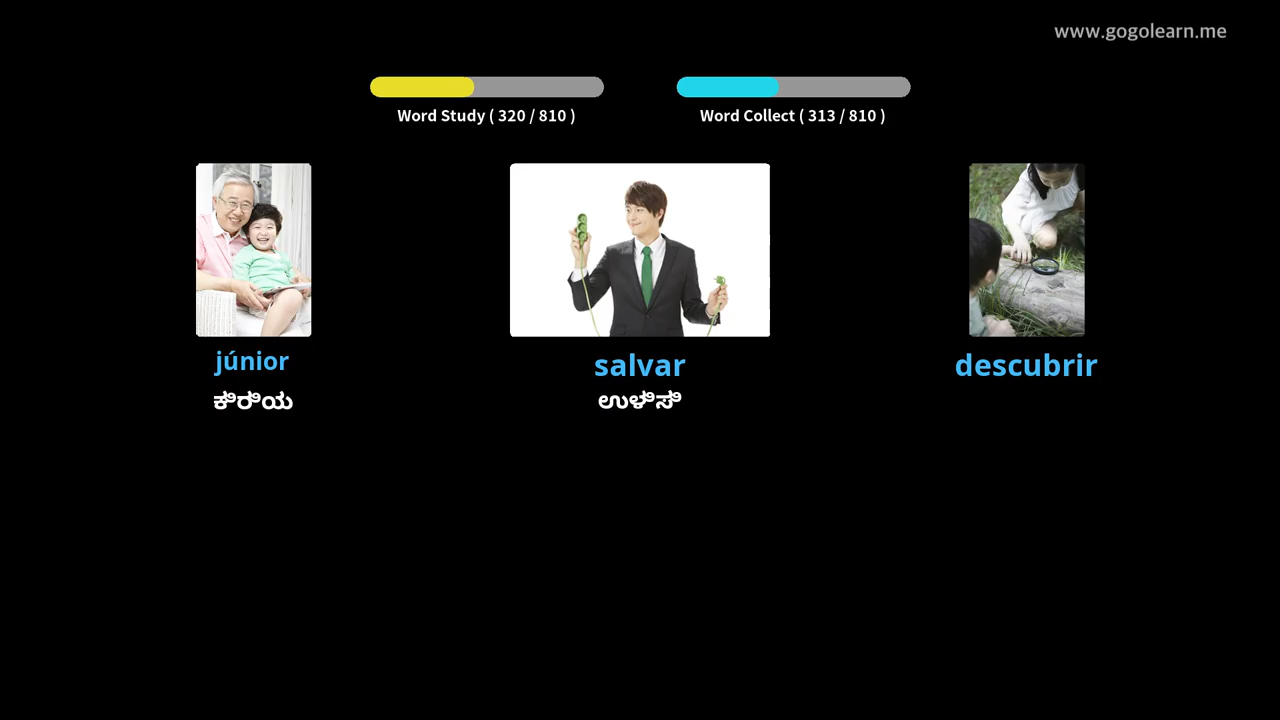 www.gogolearn.me
Word Study ( 320 / 810 )
Word Collect ( 313 / 810 )
júnior
salvar
descubrir
ಕಿರಿಯ
ಉಳಿಸಿ